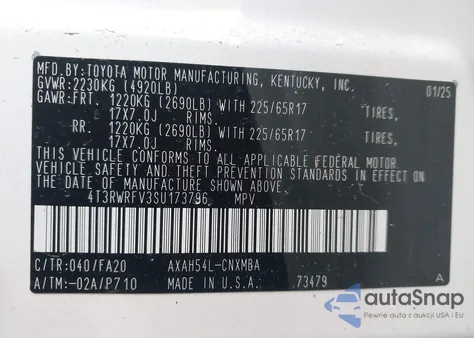 MFD.BY:TOYOTA MOTOR MANUFACTURING, KENTUCKY, INC.
GVWR:2230KG (4920LB) 01/25
GAWR:FRT. 1220KG (2690LB) WITH 225/65R17 TIRES,
17X7.0J RIMS.
RR. 1220KG (2690LB) WITH 225/65R17 TIRES,
17X7.0J RIMS.
THIS VEHICLE CONFORMS TO ALL APPLICABLE FEDERAL MOTOR
VEHICLE SAFETY AND THEFT PREVENTION STANDARDS IN EFFECT
ON THE DATE OF MANUFACTURE SHOWN ABOVE.
4T3RWRFV3SU173796 MPV
C/TR:040/FA20 AXAH54L-CNXMBA
A/TM:-02A/P710 MADE IN U.S.A. 73479 A
autoSnap
Pewne auta z USA i EU